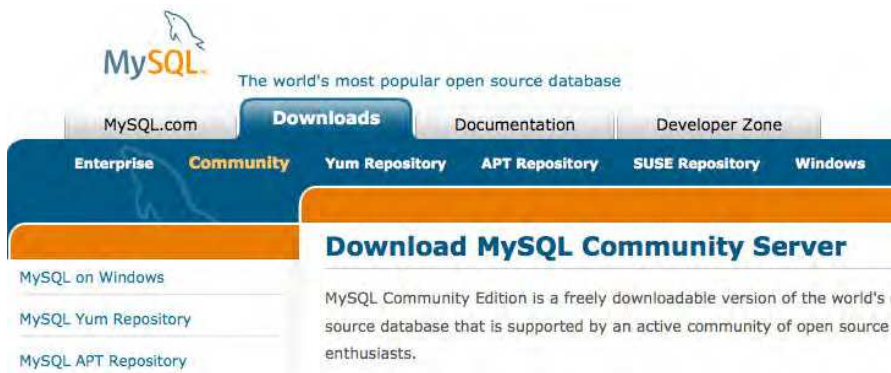 MySQL
The world's most popular open source database
MySQL.com
Downloads
Documentation
Developer Zone
Enterprise
Community
Yum Repository
APT Repository
SUSE Repository
Windows
MySQL on Windows
MySQL Yum Repository
MySQL APT Repository
Download MySQL Community Server
MySQL Community Edition is a freely downloadable version of the world's
source database that is supported by an active community of open source
enthusiasts.